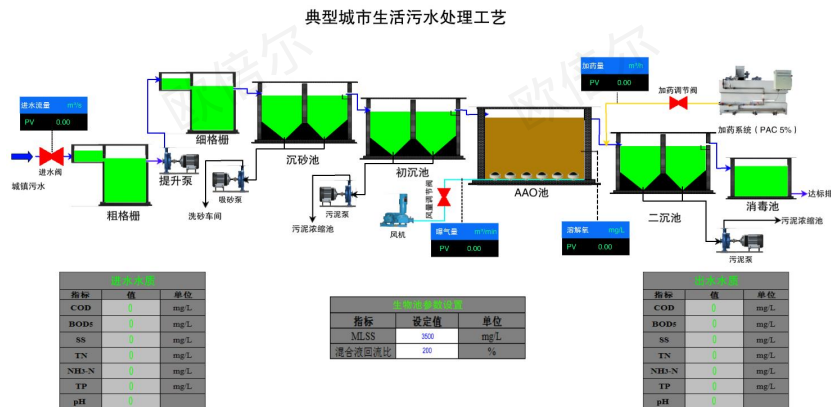 典型城市生活污水处理工艺
欧倍尔
欧倍尔
进水流量 m³/s
PV 0.00
进水阀
城镇污水
粗格栅
提升泵
细格栅
沉砂池
吸砂泵
洗砂车间
初沉池
污泥泵
污泥浓缩池
风机
风量调节阀
曝气量 m³/min
PV 0.00
AAO池
溶解氧 mg/L
PV 0.00
加药量 m³/h
PV 0.00
加药调节阀
加药系统（PAC 5%）
二沉池
消毒池
达标排
污泥浓缩池
污泥泵
进水水质
指标 值 单位
COD 0 mg/L
BOD5 0 mg/L
SS 0 mg/L
TN 0 mg/L
NH3-N 0 mg/L
TP 0 mg/L
pH 0
生物池参数设置
指标 设定值 单位
MLSS 3500 mg/L
混合液回流比 200 %
出水水质
指标 值 单位
COD 0 mg/L
BOD5 0 mg/L
SS 0 mg/L
TN 0 mg/L
NH3-N 0 mg/L
TP 0 mg/L
pH 0